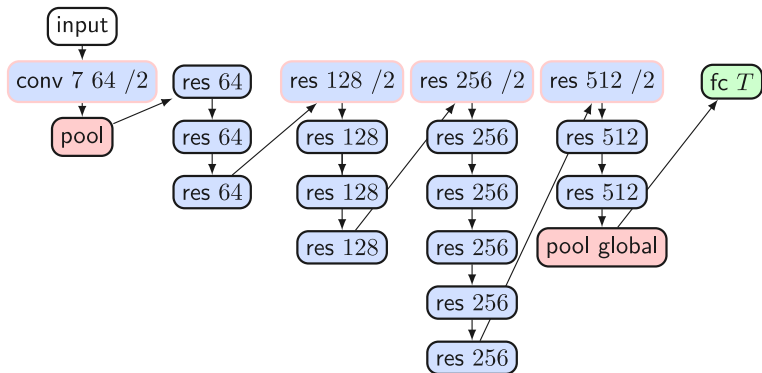 input
conv 7 64 /2
pool
res 64
res 64
res 64
res 128 /2
res 128
res 128
res 128
res 256 /2
res 256
res 256
res 256
res 256
res 256
res 512 /2
res 512
res 512
pool global
fc T